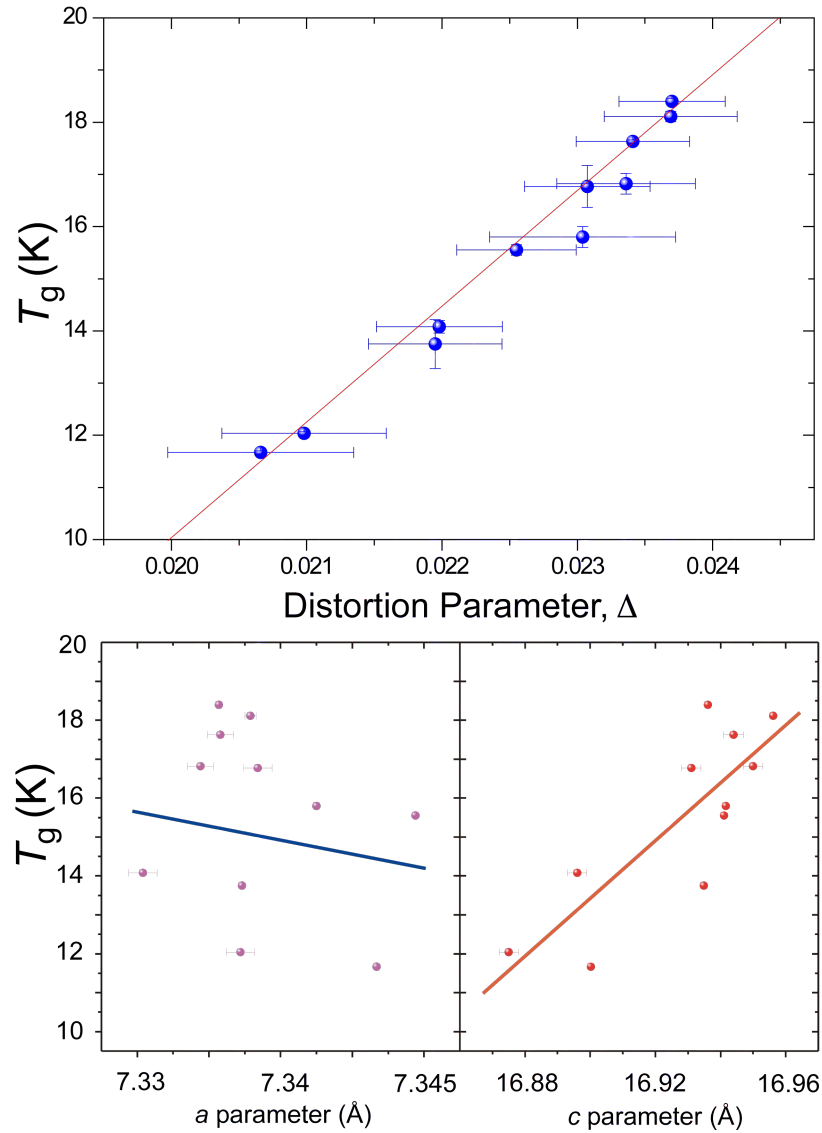 20
18
16
14
12
10
T_g (K)
0.020 0.021 0.022 0.023 0.024
Distortion Parameter, Δ
20
18
16
14
12
10
T_g (K)
7.33 7.34 7.345 16.88 16.92 16.96
a parameter (Å) c parameter (Å)